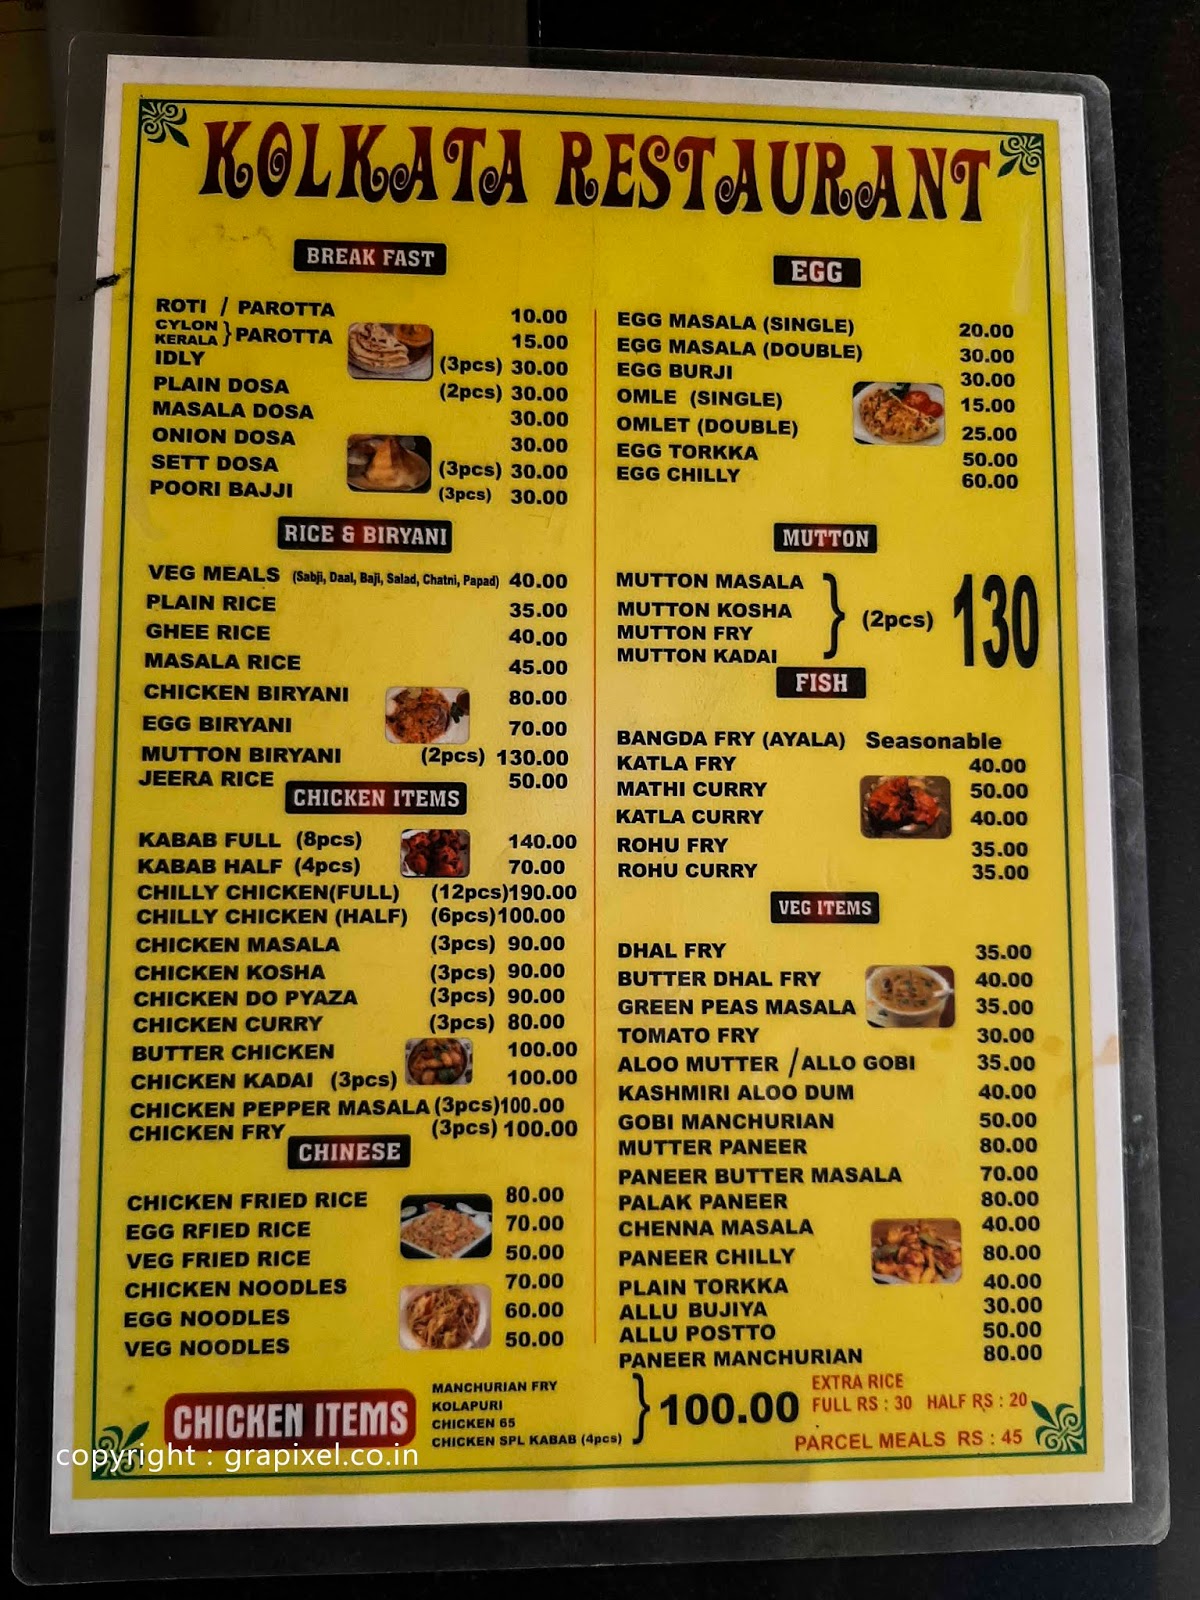 KOLKATA RESTAURANT
BREAK FAST
ROTI / PAROTTA 10.00
CYLON
KERALA } PAROTTA 15.00
IDLY (3pcs) 30.00
PLAIN DOSA (2pcs) 30.00
MASALA DOSA 30.00
ONION DOSA 30.00
SETT DOSA (3pcs) 30.00
POORI BAJJI (3pcs) 30.00
RICE & BIRYANI
VEG MEALS (Sabji, Daal, Baji, Salad, Chatni, Papad) 40.00
PLAIN RICE 35.00
GHEE RICE 40.00
MASALA RICE 45.00
CHICKEN BIRYANI 80.00
EGG BIRYANI 70.00
MUTTON BIRYANI (2pcs) 130.00
JEERA RICE 50.00
CHICKEN ITEMS
KABAB FULL (8pcs) 140.00
KABAB HALF (4pcs) 70.00
CHILLY CHICKEN(FULL) (12pcs)190.00
CHILLY CHICKEN (HALF) (6pcs)100.00
CHICKEN MASALA (3pcs) 90.00
CHICKEN KOSHA (3pcs) 90.00
CHICKEN DO PYAZA (3pcs) 90.00
CHICKEN CURRY (3pcs) 80.00
BUTTER CHICKEN 100.00
CHICKEN KADAI (3pcs) 100.00
CHICKEN PEPPER MASALA (3pcs)100.00
CHICKEN FRY (3pcs) 100.00
CHINESE
CHICKEN FRIED RICE 80.00
EGG RFIED RICE 70.00
VEG FRIED RICE 50.00
CHICKEN NOODLES 70.00
EGG NOODLES 60.00
VEG NOODLES 50.00
EGG
EGG MASALA (SINGLE) 20.00
EGG MASALA (DOUBLE) 30.00
EGG BURJI 30.00
OMLE (SINGLE) 15.00
OMLET (DOUBLE) 25.00
EGG TORKKA 50.00
EGG CHILLY 60.00
MUTTON
MUTTON MASALA
MUTTON KOSHA
MUTTON FRY
MUTTON KADAI } (2pcs) 130
FISH
BANGDA FRY (AYALA) Seasonable
KATLA FRY 40.00
MATHI CURRY 50.00
KATLA CURRY 40.00
ROHU FRY 35.00
ROHU CURRY 35.00
VEG ITEMS
DHAL FRY 35.00
BUTTER DHAL FRY 40.00
GREEN PEAS MASALA 35.00
TOMATO FRY 30.00
ALOO MUTTER / ALLO GOBI 35.00
KASHMIRI ALOO DUM 40.00
GOBI MANCHURIAN 50.00
MUTTER PANEER 80.00
PANEER BUTTER MASALA 70.00
PALAK PANEER 80.00
CHENNA MASALA 40.00
PANEER CHILLY 80.00
PLAIN TORKKA 40.00
ALLU BUJIYA 30.00
ALLU POSTTO 50.00
PANEER MANCHURIAN 80.00
CHICKEN ITEMS
MANCHURIAN FRY
KOLAPURI
CHICKEN 65
CHICKEN SPL KABAB (4pcs) } 100.00
EXTRA RICE
FULL RS : 30 HALF RS : 20
PARCEL MEALS RS : 45
copyright : grapixel.co.in